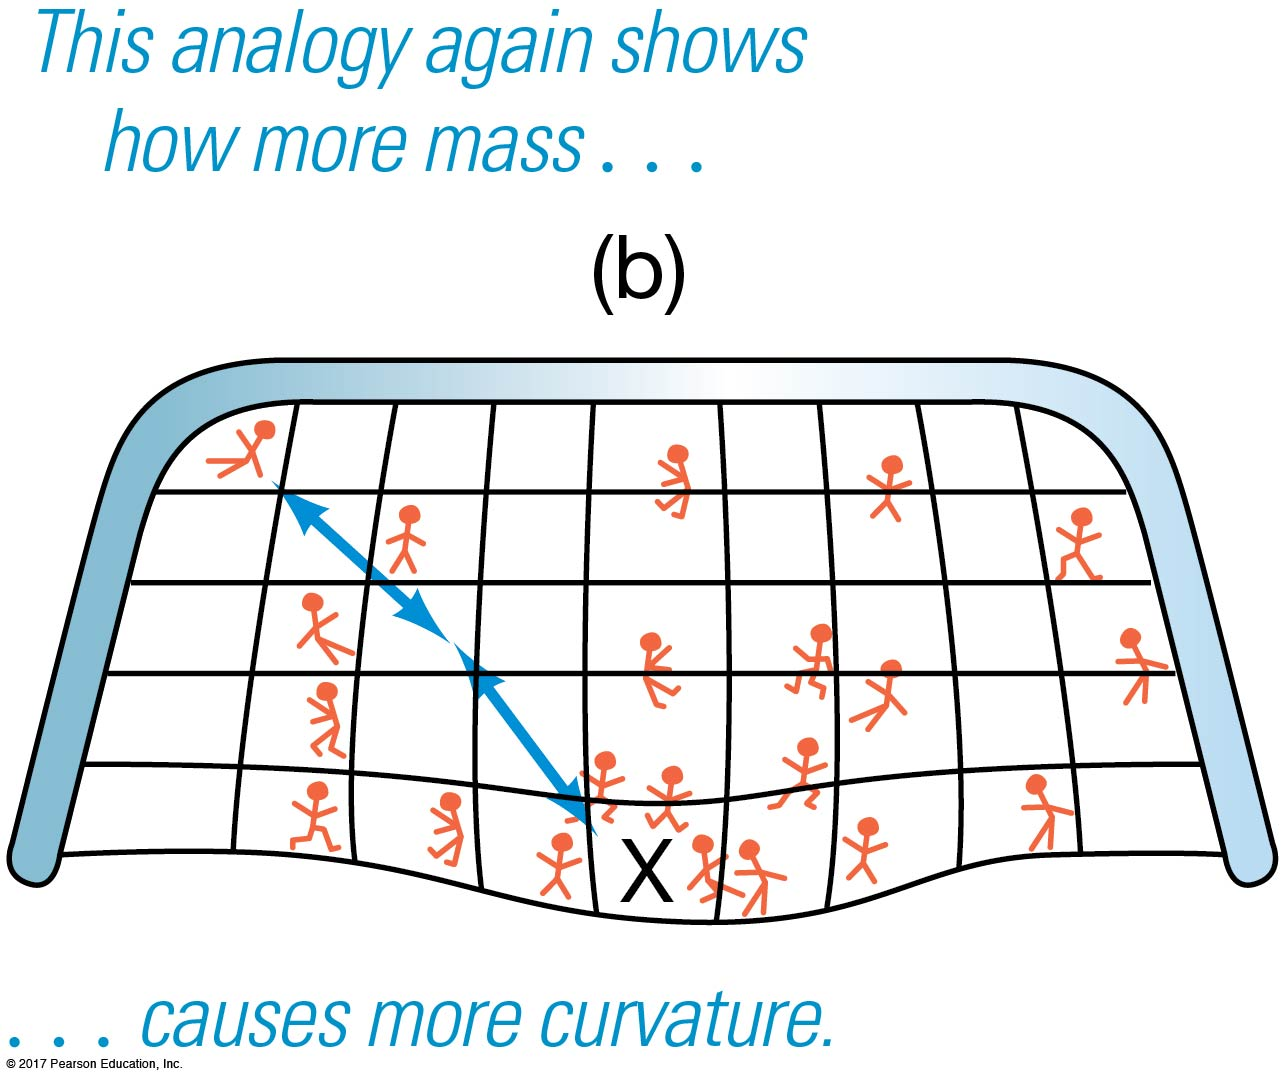 This analogy again shows
how more mass . . .
(b)
X
. . . causes more curvature.
© 2017 Pearson Education, Inc.